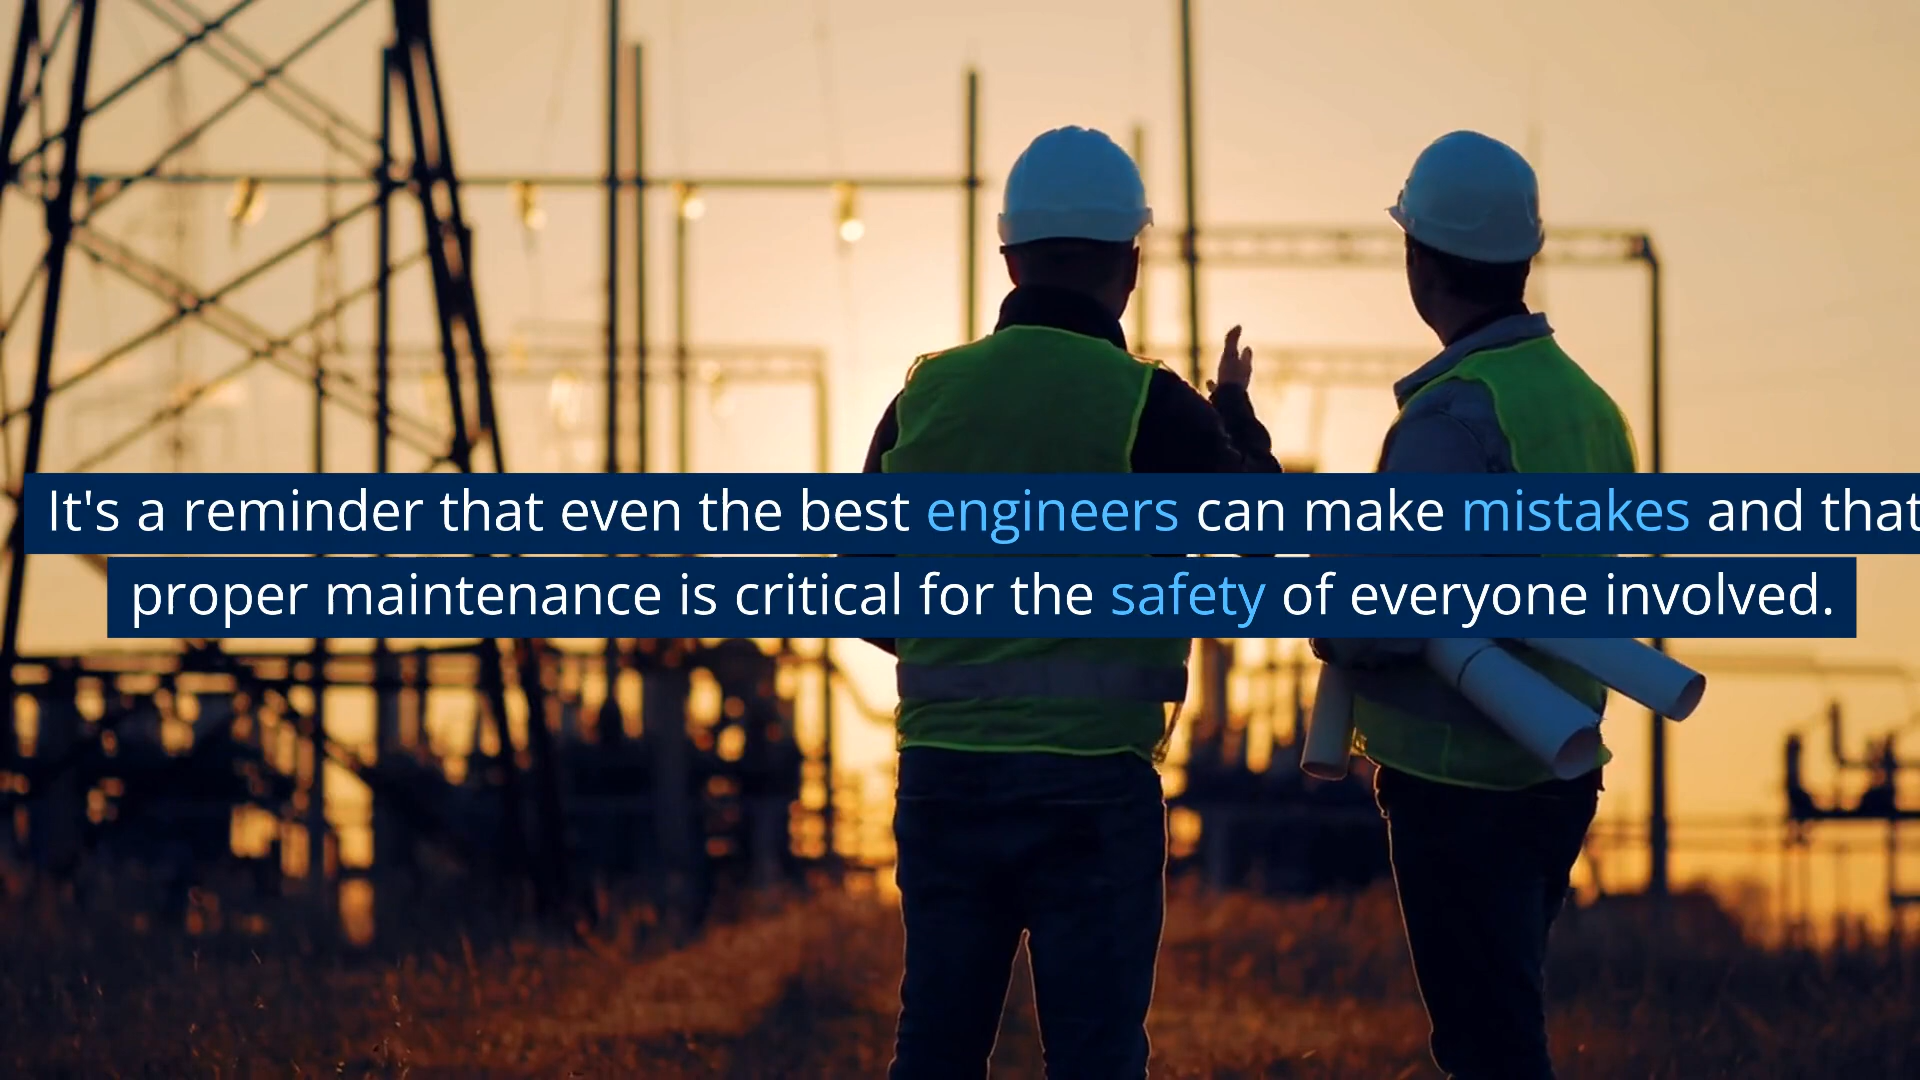 It's a reminder that even the best engineers can make mistakes and that
proper maintenance is critical for the safety of everyone involved.